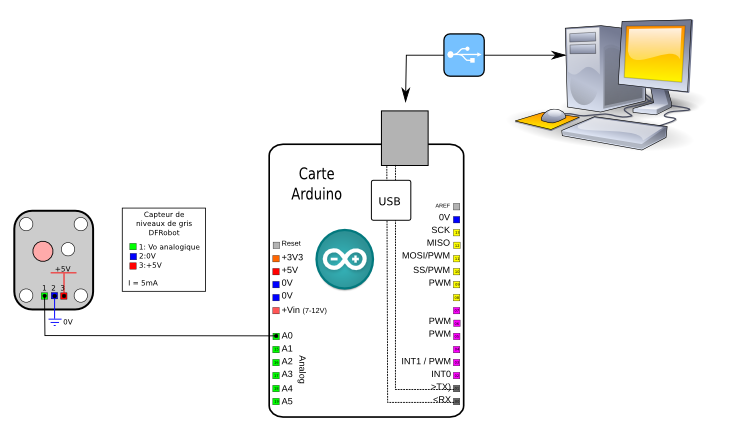 Carte
Arduino
USB
Capteur de
niveaux de gris
DFRobot
1: Vo analogique
2:0V
3:+5V
I = 5mA
+5V
1 2 3
0V
Reset
+3V3
+5V
0V
0V
+Vin (7-12V)
A0
A1
A2
A3
A4
A5
Analog
AREF
0V
SCK
MISO
MOSI/PWM
SS/PWM
PWM
PWM
PWM
INT1 / PWM
INT0
>TX
<RX